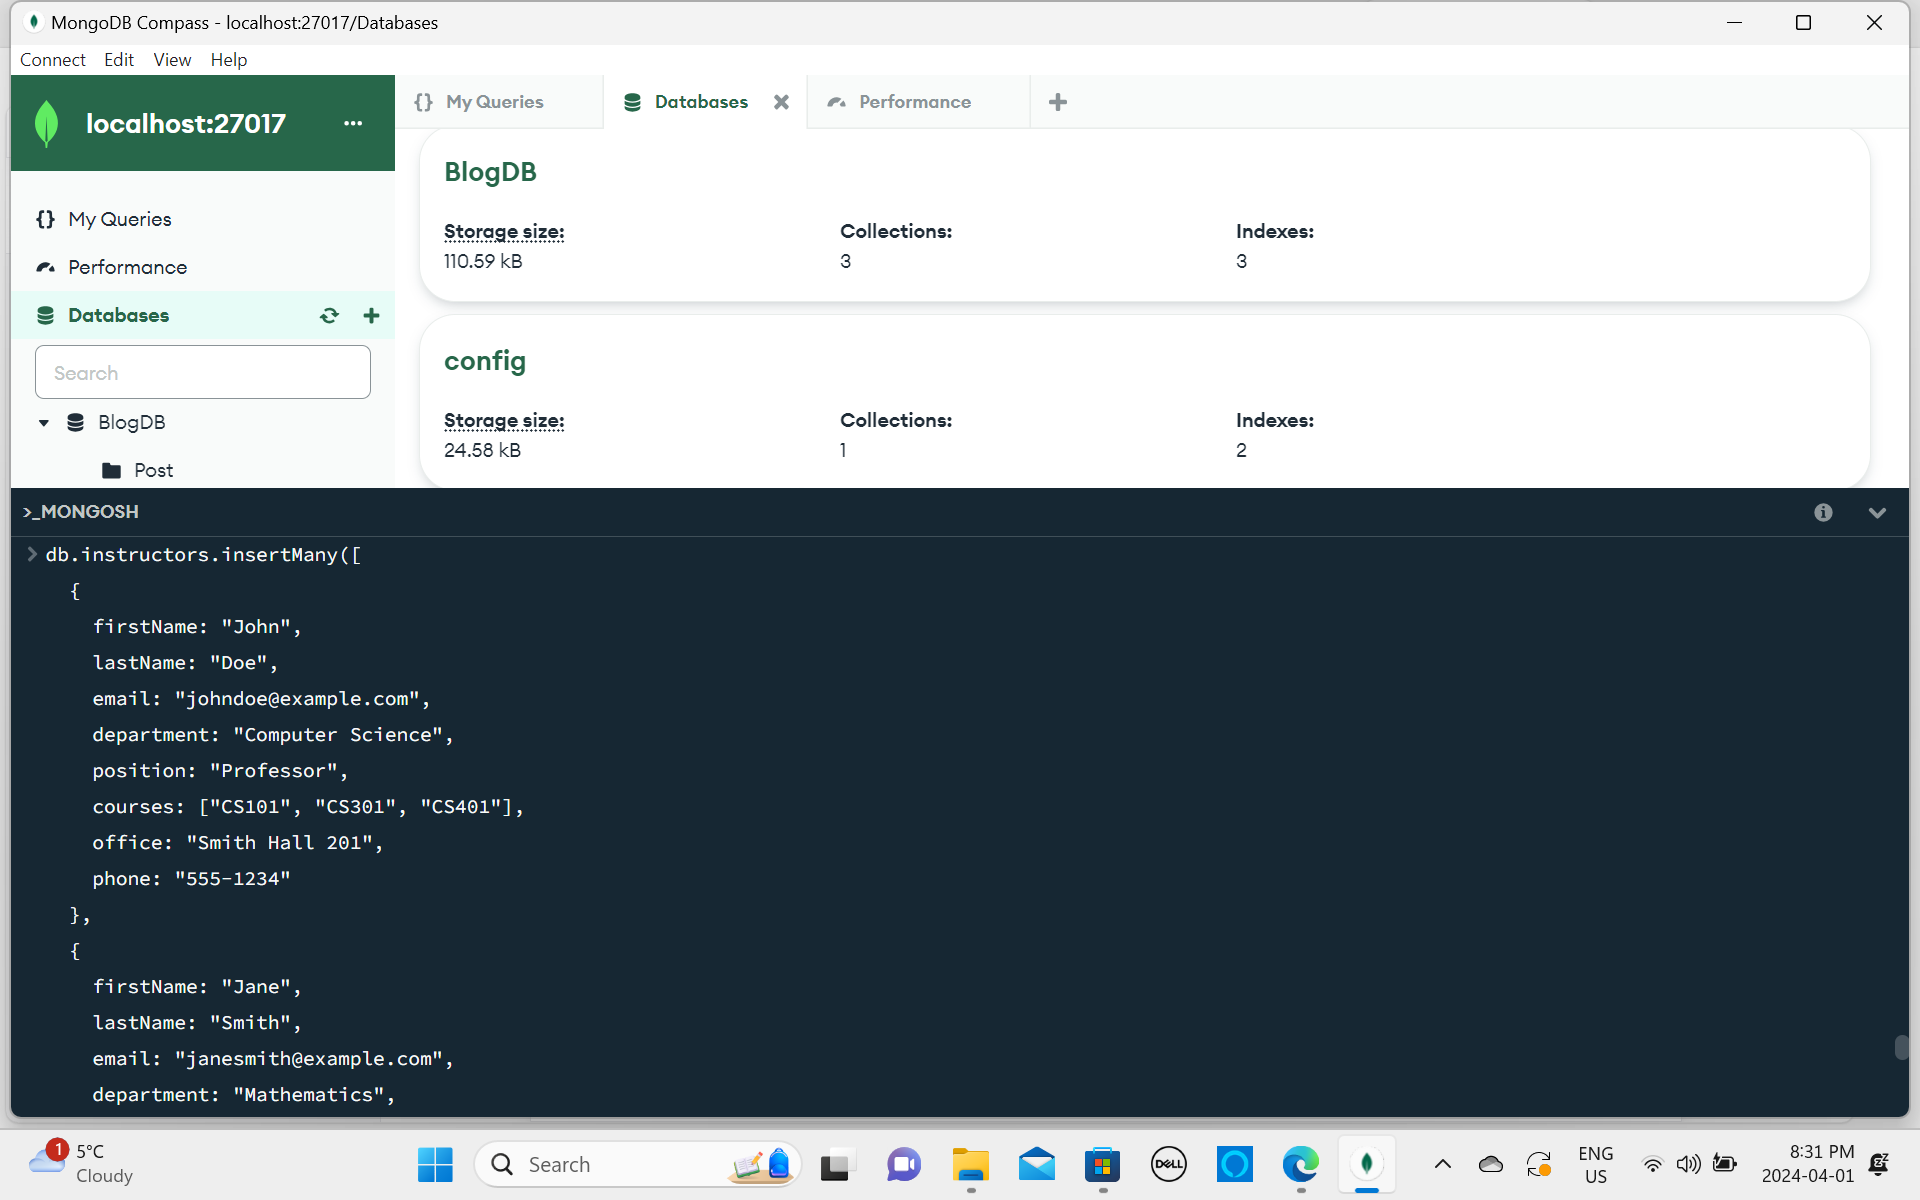 MongoDB Compass - localhost:27017/Databases
Connect Edit View Help
localhost:27017 ...
{} My Queries
Databases
Performance
My Queries
Performance
Databases
Search
BlogDB
Post
BlogDB
Storage size: Collections: Indexes:
110.59 kB 3 3
config
Storage size: Collections: Indexes:
24.58 kB 1 2
>_MONGOSH
> db.instructors.insertMany([
{
firstName: "John",
lastName: "Doe",
email: "johndoe@example.com",
department: "Computer Science",
position: "Professor",
courses: ["CS101", "CS301", "CS401"],
office: "Smith Hall 201",
phone: "555-1234"
},
{
firstName: "Jane",
lastName: "Smith",
email: "janesmith@example.com",
department: "Mathematics",
1
5°C
Cloudy
Search
DELL
ENG
US
8:31 PM
2024-04-01